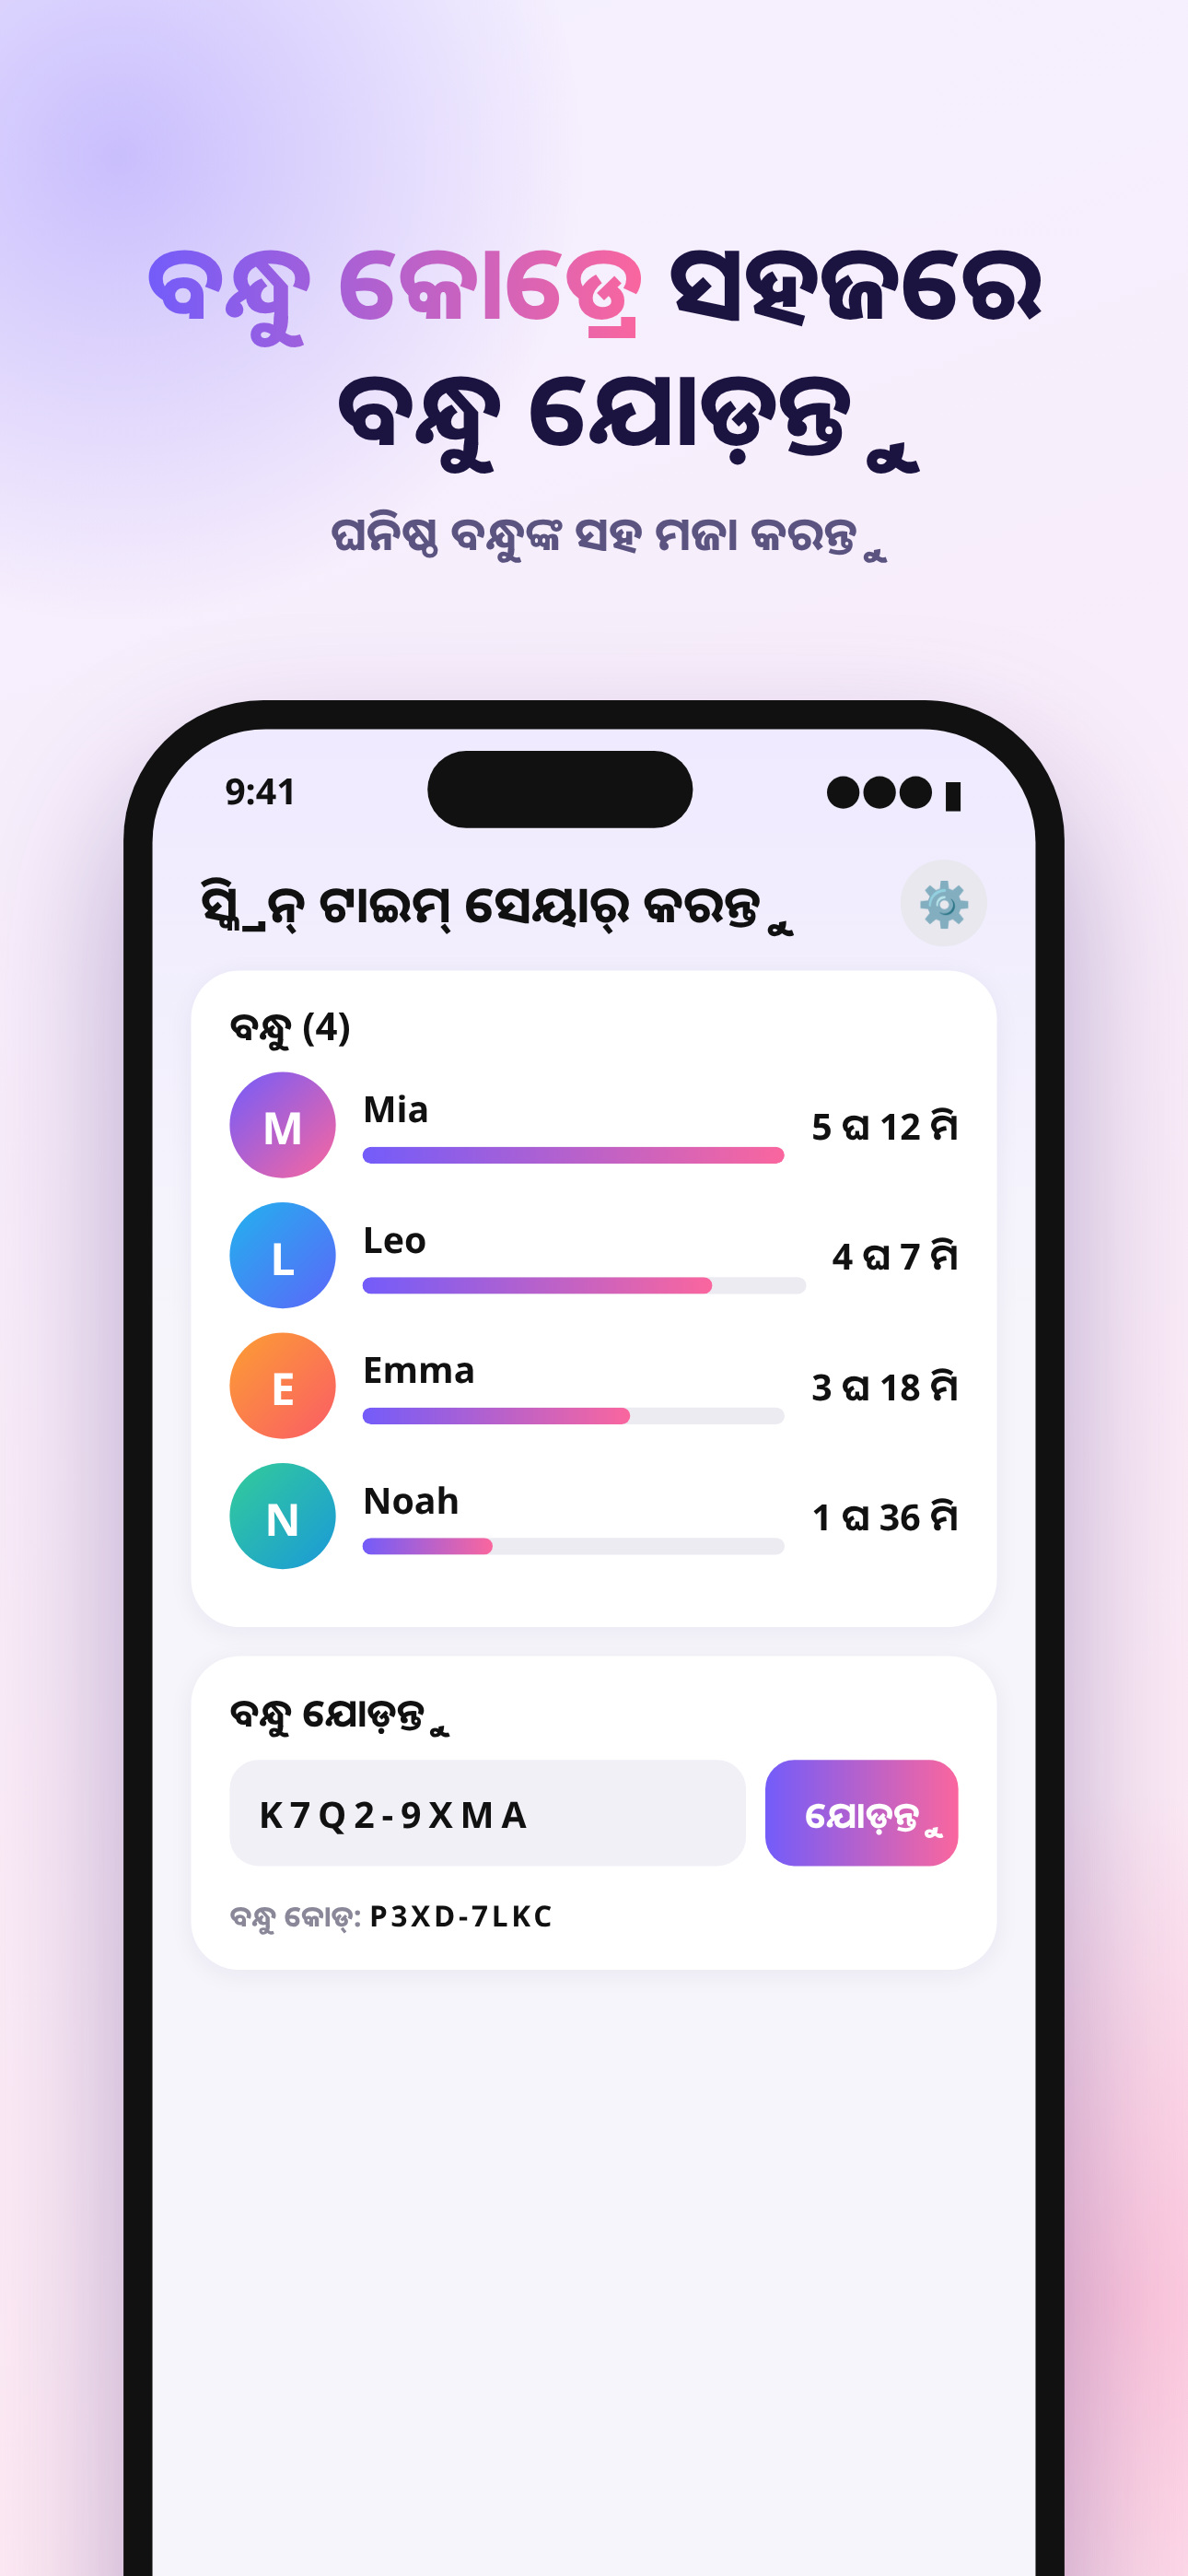 ବନ୍ଧୁ କୋଡ୍ରେ ସହଜରେ
ବନ୍ଧୁ ଯୋଡ଼ନ୍ତୁ
ଘନିଷ୍ଠ ବନ୍ଧୁଙ୍କ ସହ ମଜା କରନ୍ତୁ
9:41
ସ୍କ୍ରିନ୍ ଟାଇମ୍ ସେୟାର୍ କରନ୍ତୁ
ବନ୍ଧୁ (4)
M
Mia
5 ଘ 12 ମି
L
Leo
4 ଘ 7 ମି
E
Emma
3 ଘ 18 ମି
N
Noah
1 ଘ 36 ମି
ବନ୍ଧୁ ଯୋଡ଼ନ୍ତୁ
K7Q2-9XMA
ଯୋଡ଼ନ୍ତୁ
ବନ୍ଧୁ କୋଡ୍: P3XD-7LKC